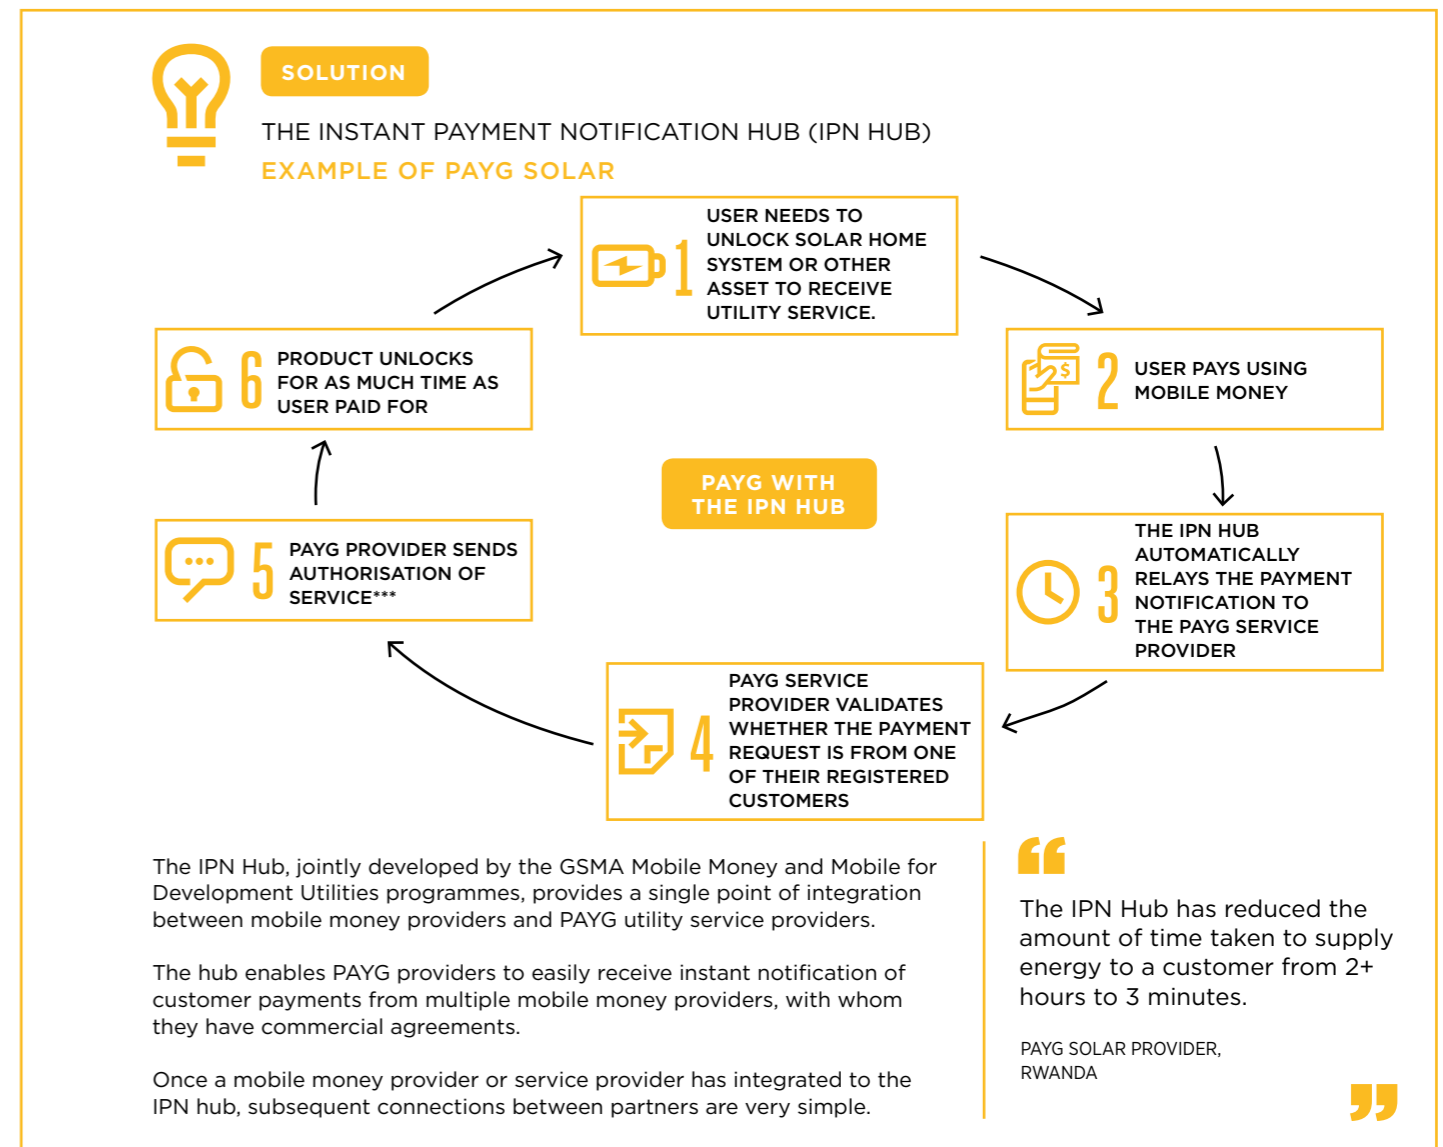 SOLUTION
THE INSTANT PAYMENT NOTIFICATION HUB (IPN HUB)
EXAMPLE OF PAYG SOLAR
1
USER NEEDS TO
UNLOCK SOLAR HOME
SYSTEM OR OTHER
ASSET TO RECEIVE
UTILITY SERVICE.
2
USER PAYS USING
MOBILE MONEY
$
3
THE IPN HUB
AUTOMATICALLY
RELAYS THE PAYMENT
NOTIFICATION TO
THE PAYG SERVICE
PROVIDER
4
PAYG SERVICE
PROVIDER VALIDATES
WHETHER THE PAYMENT
REQUEST IS FROM ONE
OF THEIR REGISTERED
CUSTOMERS
5
PAYG PROVIDER SENDS
AUTHORISATION OF
SERVICE***
6
PRODUCT UNLOCKS
FOR AS MUCH TIME AS
USER PAID FOR
PAYG WITH
THE IPN HUB
The IPN Hub, jointly developed by the GSMA Mobile Money and Mobile for
Development Utilities programmes, provides a single point of integration
between mobile money providers and PAYG utility service providers.
The hub enables PAYG providers to easily receive instant notification of
customer payments from multiple mobile money providers, with whom
they have commercial agreements.
Once a mobile money provider or service provider has integrated to the
IPN hub, subsequent connections between partners are very simple.
“
The IPN Hub has reduced the
amount of time taken to supply
energy to a customer from 2+
hours to 3 minutes.
PAYG SOLAR PROVIDER,
RWANDA
”